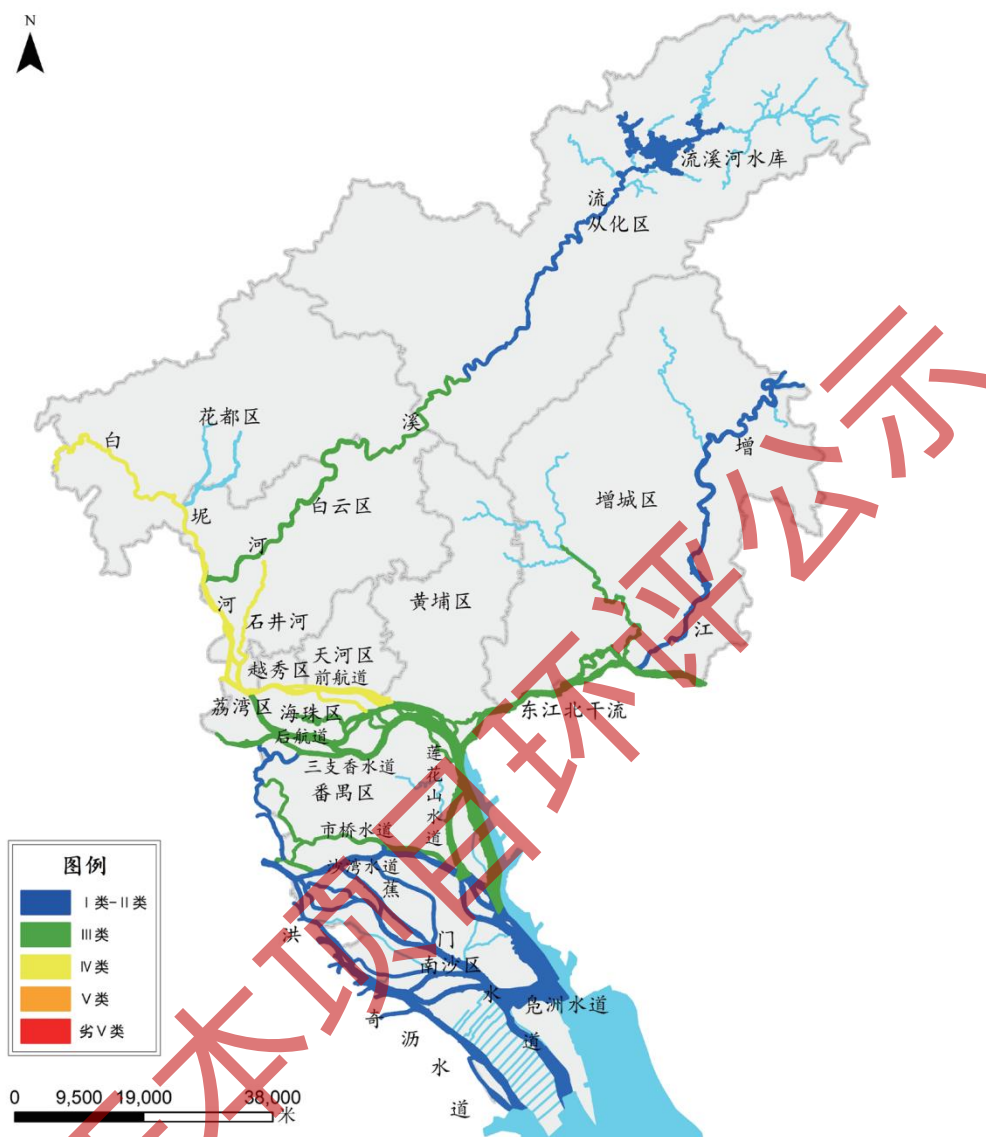 N
流溪河水库
流
从化区
花都区
溪
白
增
坭
白云区
增城区
河
河
石井河
黄埔区
江
天河区
越秀区
前航道
荔湾区
海珠区
东江北干流
后航道
莲花山水道
三支香水道
番禺区
市桥水道
沙湾水道
蕉
洪
门
南沙区
水
凫洲水道
奇
道
沥
水
道
图例
Ⅰ类-Ⅱ类
Ⅲ类
Ⅳ类
Ⅴ类
劣Ⅴ类
0 9,500 19,000 38,000
米
本项目环评公示